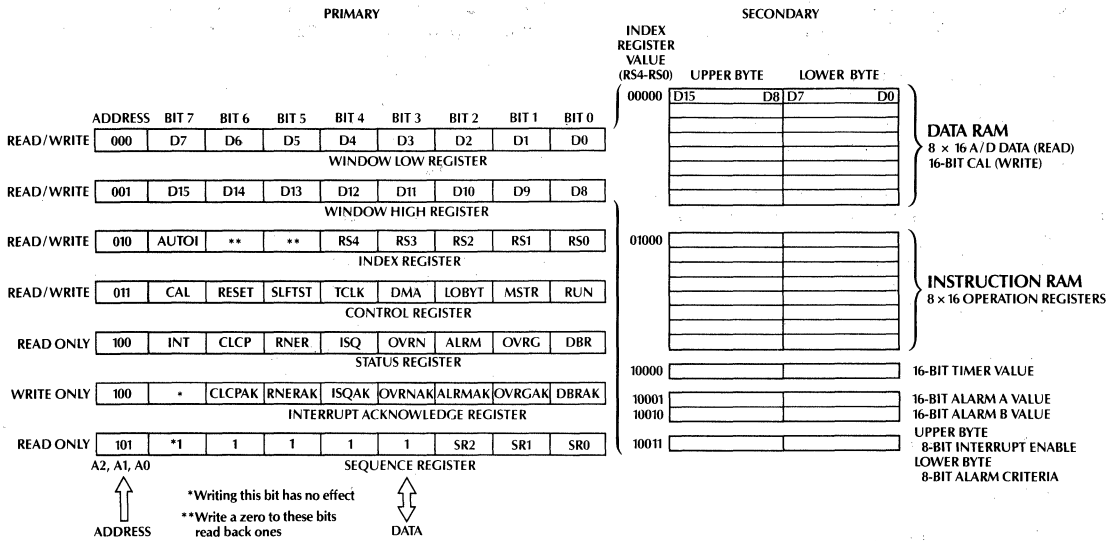 PRIMARY
SECONDARY
INDEX
REGISTER
VALUE
(RS4-RS0)
UPPER BYTE LOWER BYTE
00000 D15 D8 D7 D0
ADDRESS BIT 7 BIT 6 BIT 5 BIT 4 BIT 3 BIT 2 BIT 1 BIT 0
READ/WRITE 000 D7 D6 D5 D4 D3 D2 D1 D0
WINDOW LOW REGISTER
READ/WRITE 001 D15 D14 D13 D12 D11 D10 D9 D8
WINDOW HIGH REGISTER
READ/WRITE 010 AUTOI ** ** RS4 RS3 RS2 RS1 RS0
INDEX REGISTER
READ/WRITE 011 CAL RESET SLFTST TCLK DMA LOBYT MSTR RUN
CONTROL REGISTER
READ ONLY 100 INT CLCP RNER ISQ OVRN ALRM OVRG DBR
STATUS REGISTER
WRITE ONLY 100 * CLCPAK RNERAK ISQAK OVRNAK ALRMAK OVRGAK DBRAK
INTERRUPT ACKNOWLEDGE REGISTER
READ ONLY 101 *1 1 1 1 1 SR2 SR1 SR0
SEQUENCE REGISTER
A2, A1, A0
ADDRESS
*Writing this bit has no effect
**Write a zero to these bits
read back ones
DATA
DATA RAM
8 × 16 A/D DATA (READ)
16-BIT CAL (WRITE)
01000
INSTRUCTION RAM
8 × 16 OPERATION REGISTERS
10000 16-BIT TIMER VALUE
10001 16-BIT ALARM A VALUE
10010 16-BIT ALARM B VALUE
10011
UPPER BYTE
8-BIT INTERRUPT ENABLE
LOWER BYTE
8-BIT ALARM CRITERIA